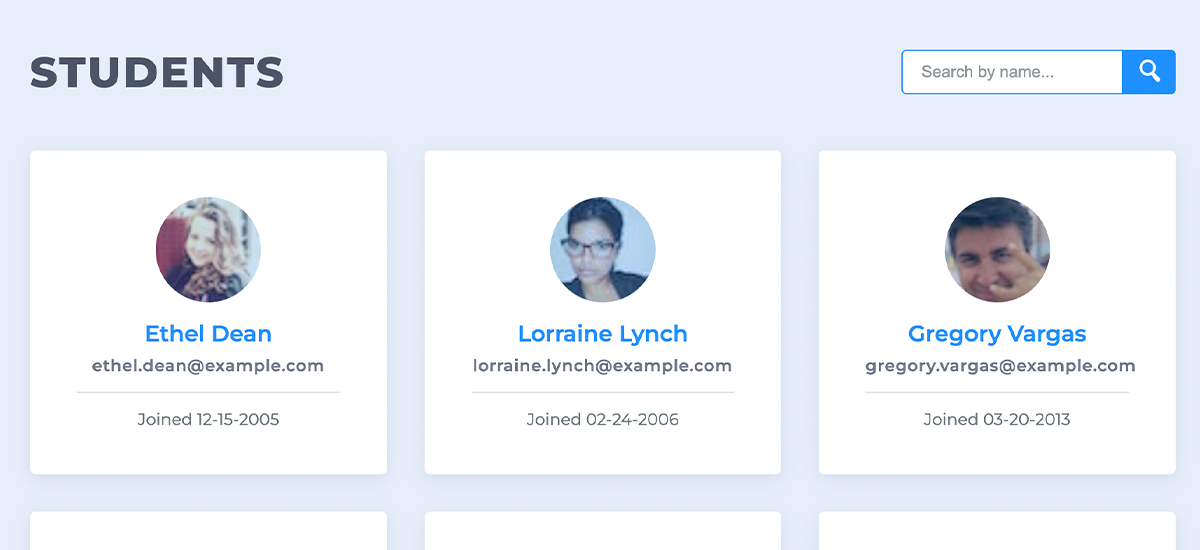 STUDENTS
Search by name...
Ethel Dean
ethel.dean@example.com
Joined 12-15-2005
Lorraine Lynch
lorraine.lynch@example.com
Joined 02-24-2006
Gregory Vargas
gregory.vargas@example.com
Joined 03-20-2013